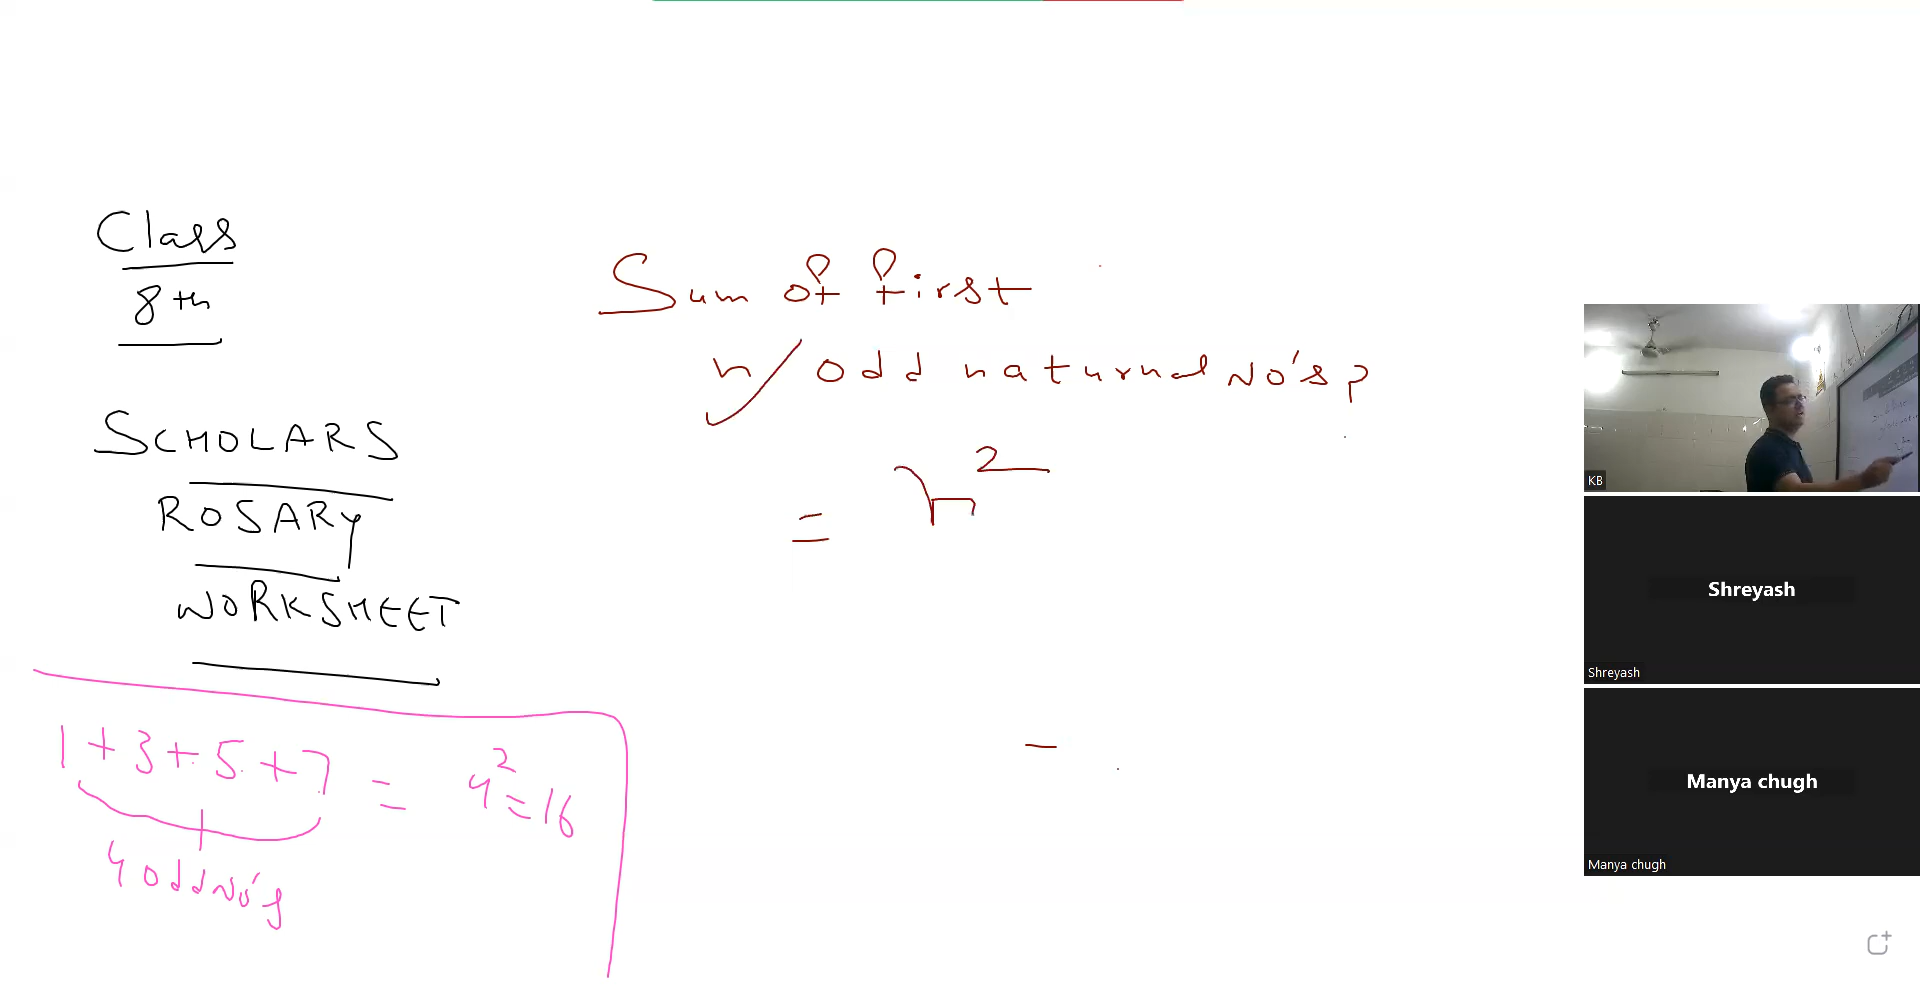 Class
8th
SCHOLARS
ROSARY
WORKSHEET
1 + 3 + 5 + 7 = 4² = 16
4 odd No's
Sum of first
n odd natural No's?
= n²
KB
Shreyash
Shreyash
Manya chugh
Manya chugh